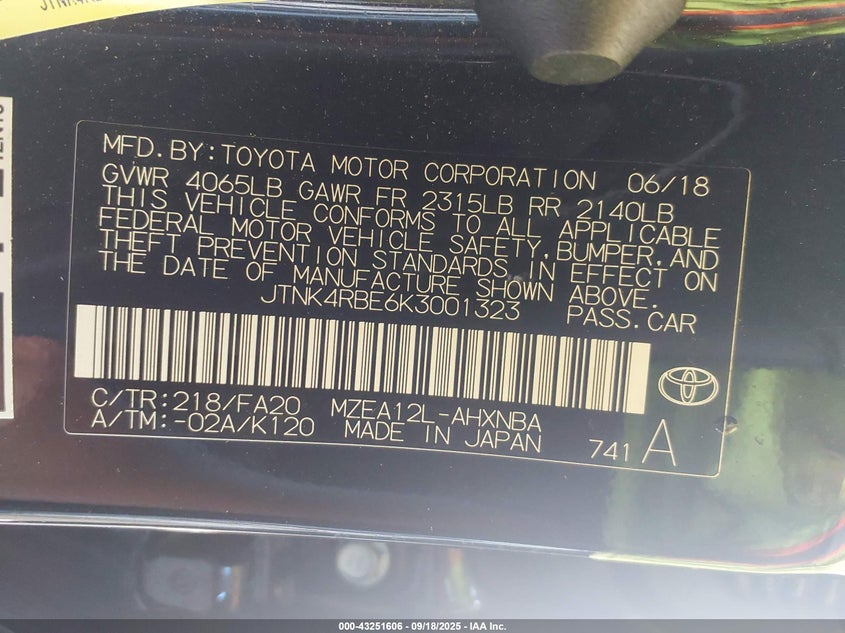 MFD.BY:TOYOTA MOTOR CORPORATION 06/18
GVWR 4065LB GAWR FR 2315LB RR 2140LB
THIS VEHICLE CONFORMS TO ALL APPLICABLE
FEDERAL MOTOR VEHICLE SAFETY,BUMPER,AND
THEFT PREVENTION STANDARDS IN EFFECT ON
THE DATE OF MANUFACTURE SHOWN ABOVE.
JTNK4RBE6K3001323 PASS.CAR
C/TR:218/FA20 MZEA12L-AHXNBA
A/TM:-02A/K120 MADE IN JAPAN 741 A
000-43251606 - 09/18/2025 - IAA Inc.